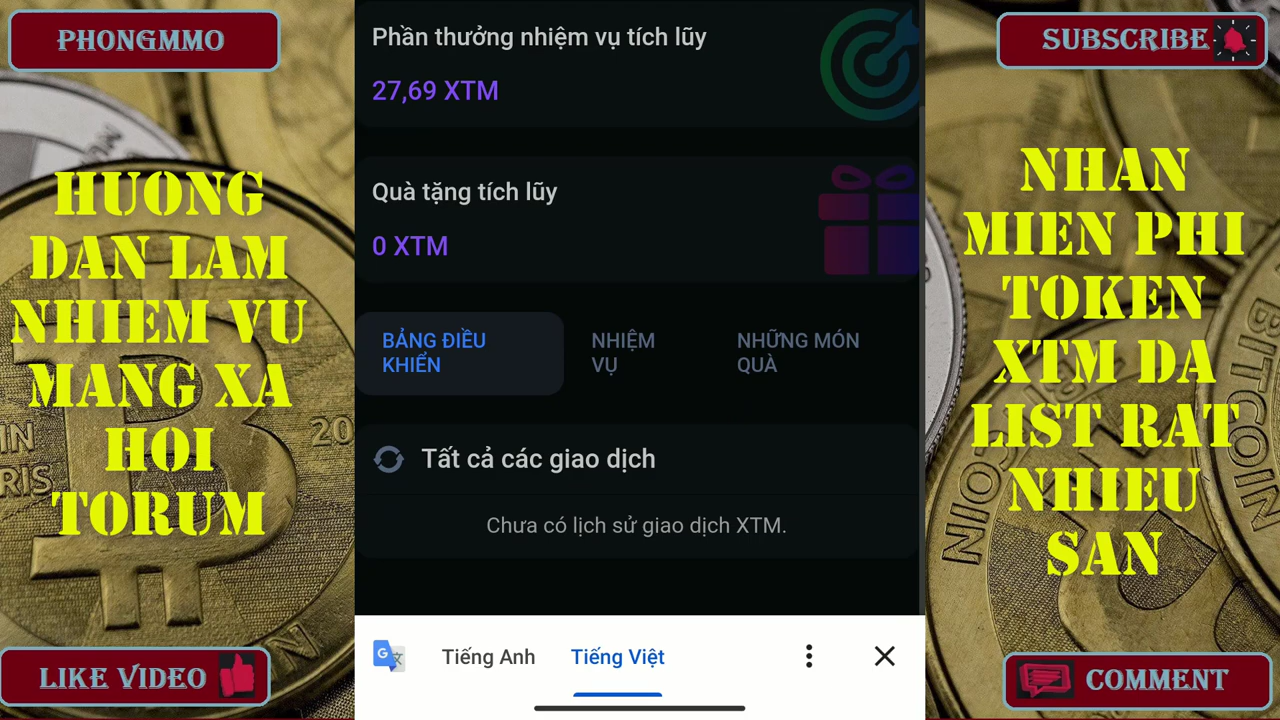 PHONGMMO
HUONG
DAN LAM
NHIEM VU
MANG XA
HOI
TORUM
LIKE VIDEO
Phần thưởng nhiệm vụ tích lũy
27,69 XTM
Quà tặng tích lũy
0 XTM
BẢNG ĐIỀU
KHIỂN
NHIỆM
VỤ
NHỮNG MÓN
QUÀ
Tất cả các giao dịch
Chưa có lịch sử giao dịch XTM.
Tiếng Anh
Tiếng Việt
SUBSCRIBE
NHAN
MIEN PHI
TOKEN
XTM DA
LIST RAT
NHIEU
SAN
COMMENT
BITCOIN
COIN
20